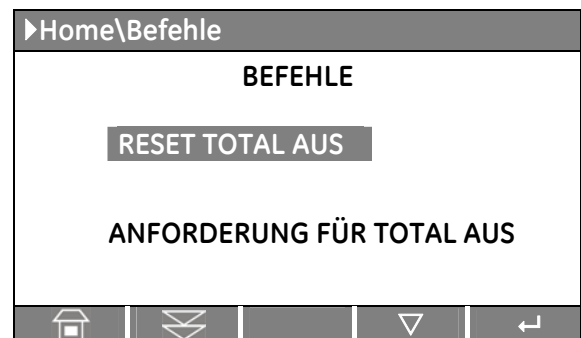 Home\Befehle
BEFEHLE
RESET TOTAL AUS
ANFORDERUNG FÜR TOTAL AUS